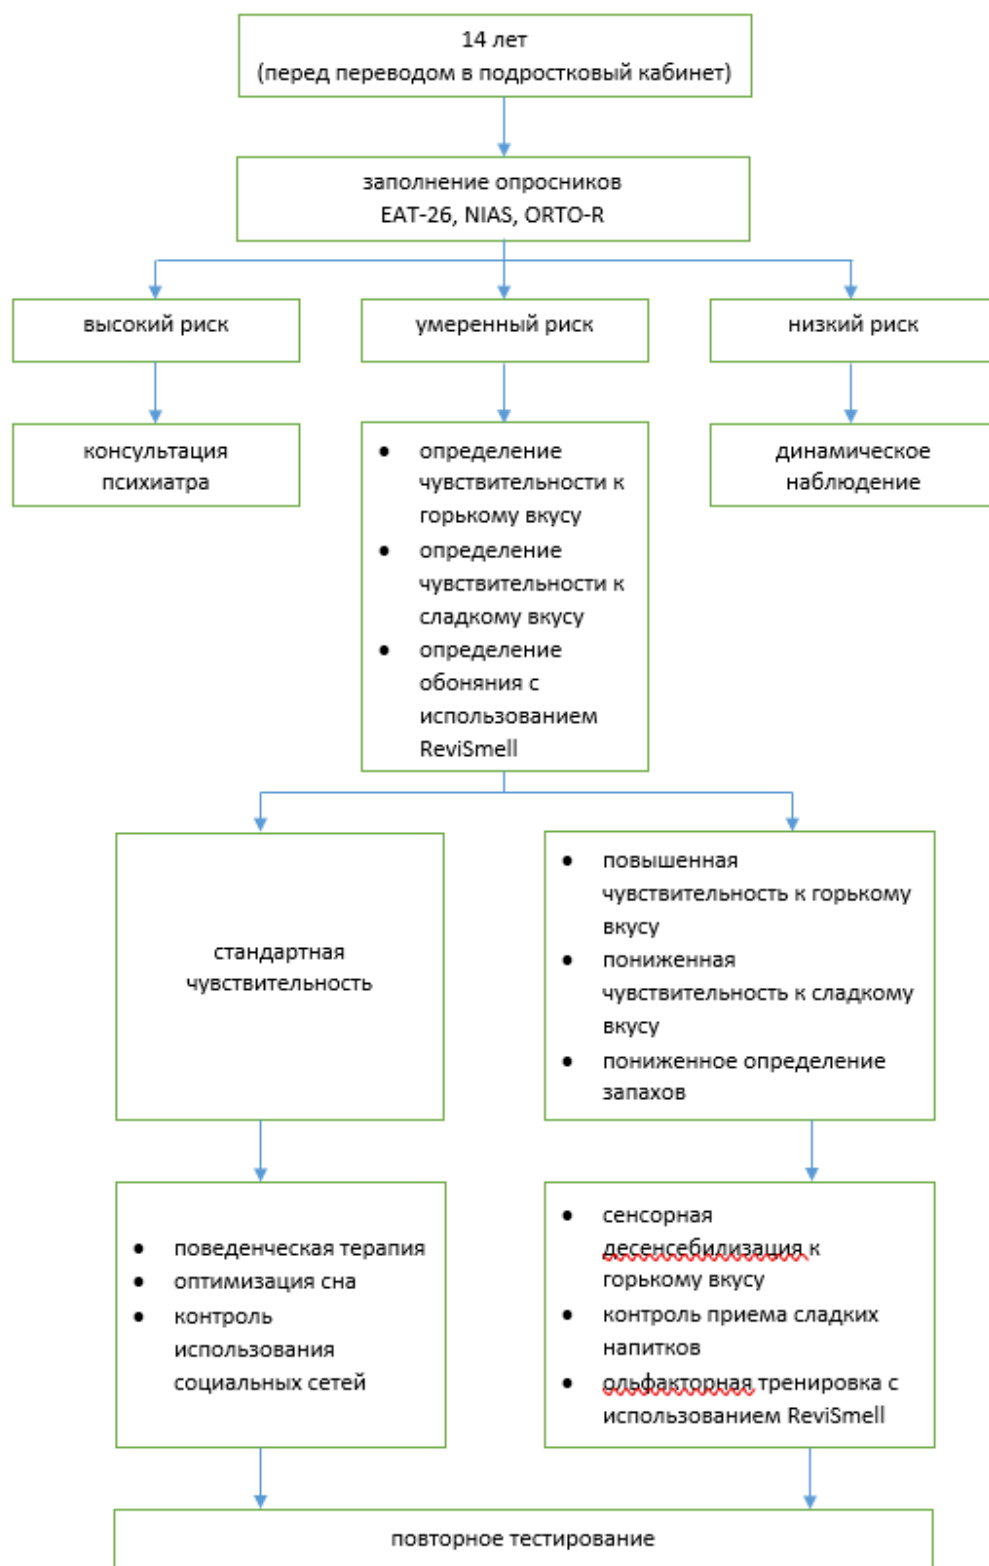 14 лет
(перед переводом в подростковый кабинет)
заполнение опросников
EAT-26, NIAS, ORTO-R
высокий риск
умеренный риск
низкий риск
консультация
психиатра
● определение
чувствительности к
горькому вкусу
● определение
чувствительности к
сладкому вкусу
● определение
обоняния с
использованием
ReviSmell
динамическое
наблюдение
стандартная
чувствительность
● повышенная
чувствительность к горькому
вкусу
● пониженная
чувствительность к сладкому
вкусу
● пониженное определение
запахов
● поведенческая терапия
● оптимизация сна
● контроль
использования
социальных сетей
● сенсорная
десенсебилизация к
горькому вкусу
● контроль приема сладких
напитков
● ольфакторная тренировка с
использованием ReviSmell
повторное тестирование